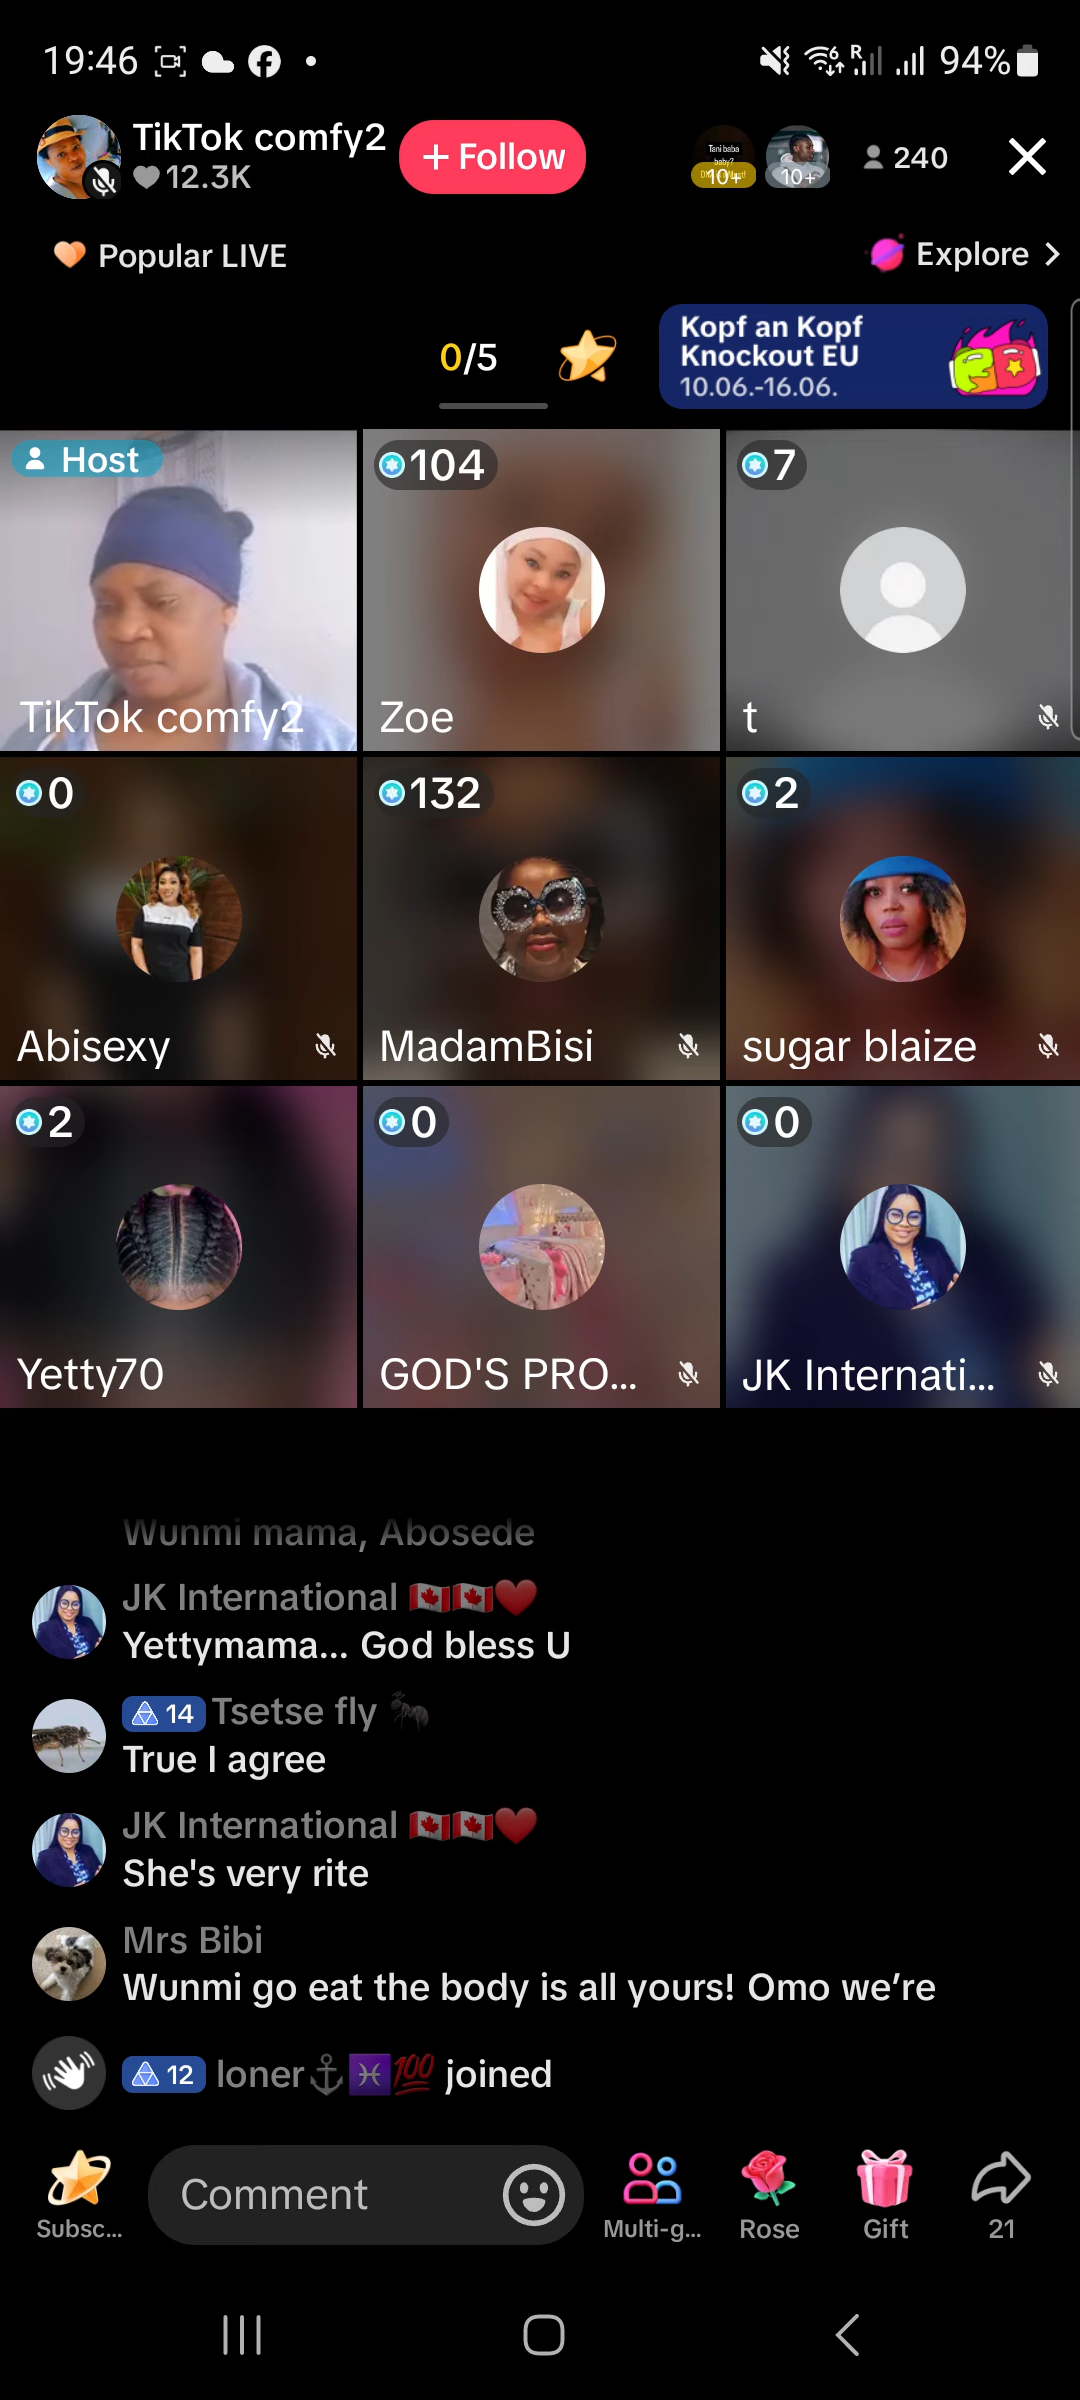 19:46
R
94%
TikTok comfy2
12.3K
+ Follow
Tani baba
baby?
10+
10+
240
Popular LIVE
Explore
0/5
Kopf an Kopf
Knockout EU
10.06.-16.06.
Host
TikTok comfy2
104
Zoe
7
t
0
Abisexy
132
MadamBisi
2
sugar blaize
2
Yetty70
0
GOD'S PRO...
0
JK Internati...
Wunmi mama, Abosede
JK International 🇨🇦🇨🇦❤️
Yettymama... God bless U
14 Tsetse fly 🐜
True I agree
JK International 🇨🇦🇨🇦❤️
She's very rite
Mrs Bibi
Wunmi go eat the body is all yours! Omo we’re
12 loner⚓♓💯 joined
Comment
Subsc...
Multi-g...
Rose
Gift
21